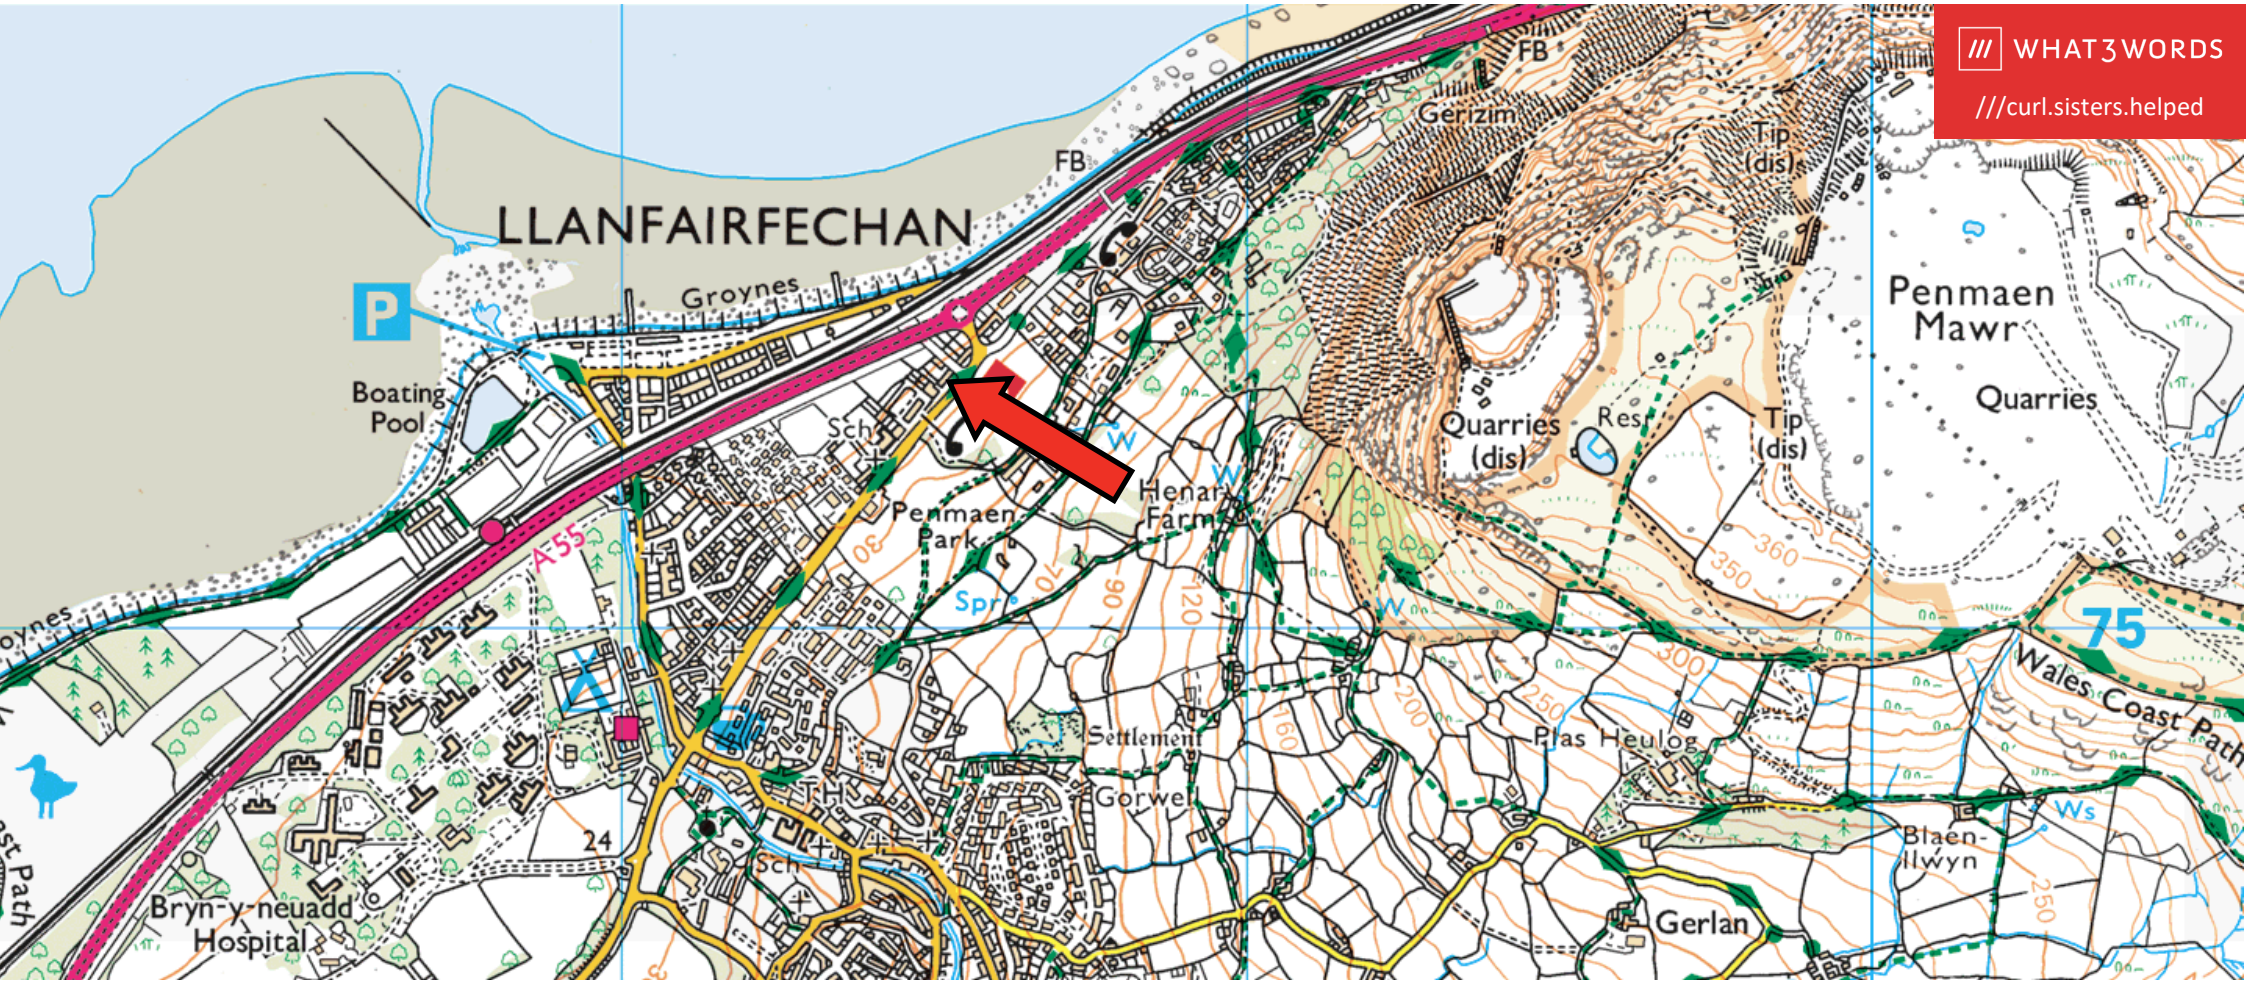 WHAT3WORDS
///curl.sisters.helped
FB
Gerizim
Tip
(dis)
FB
LLANFAIRFECHAN
Groynes
P
Penmaen
Mawr
Quarries
Boating
Pool
Sch
Quarries
(dis)
Resr
Tip
(dis)
W
W
Henar
Farm
Penmaen
Park
30
A 55
70
90
120
Spr
W
360
350
oynes
75
300
Wales Coast Path
200
250
160
Settlement
Plas Heulog
TH
Gorwel
Ws
24
Blaen-
llwyn
Sch
ast Path
Bryn-y-neuadd
Hospital
250
Gerlan